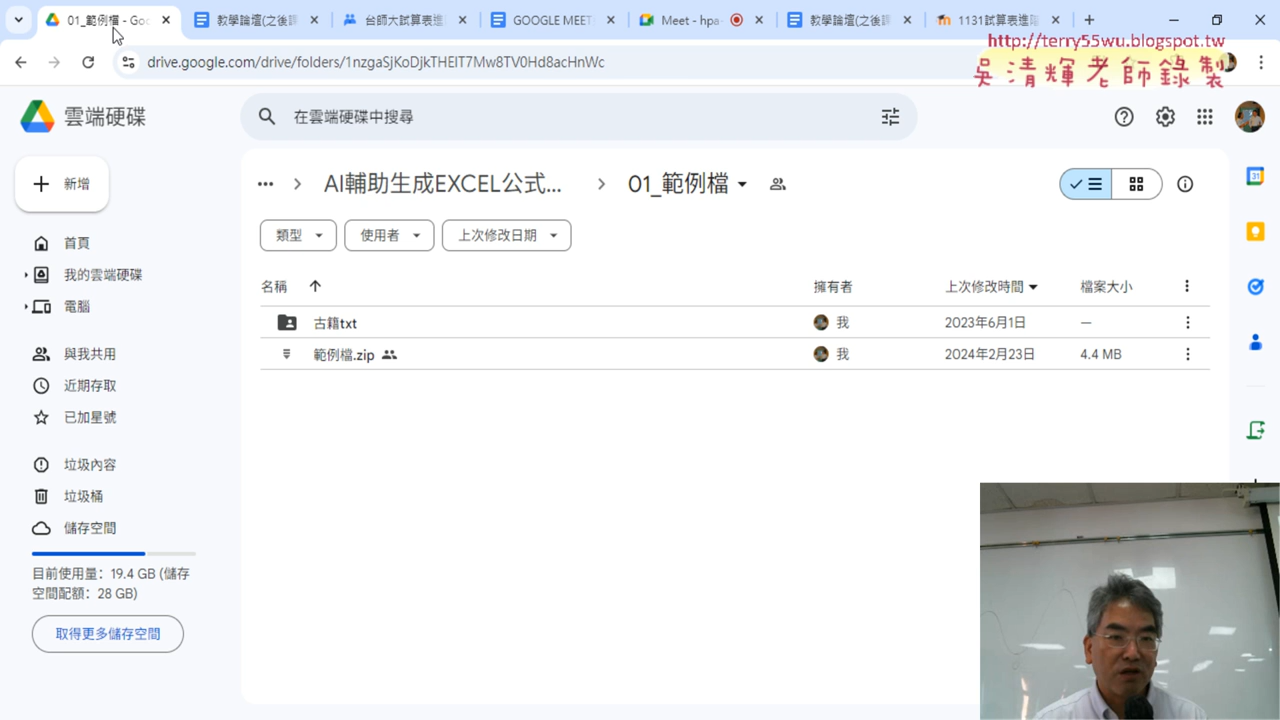 01_範例檔 - Goo
教學論壇(之後課
台師大試算表進
GOOGLE MEET
Meet - hpa
教學論壇(之後課
1131試算表進階
http://terry55wu.blogspot.tw
drive.google.com/drive/folders/1nzgaSjKoDjkTHEIT7Mw8TV0Hd8acHnWc
吳清輝老師錄製
雲端硬碟
在雲端硬碟中搜尋
新增
AI輔助生成EXCEL公式...
01_範例檔
類型
使用者
上次修改日期
首頁
我的雲端硬碟
電腦
與我共用
近期存取
已加星號
垃圾內容
垃圾桶
儲存空間
目前使用量：19.4 GB (儲存
空間配額：28 GB)
取得更多儲存空間
名稱
擁有者
上次修改時間
檔案大小
古籍txt
我
2023年6月1日
—
範例檔.zip
我
2024年2月23日
4.4 MB
31